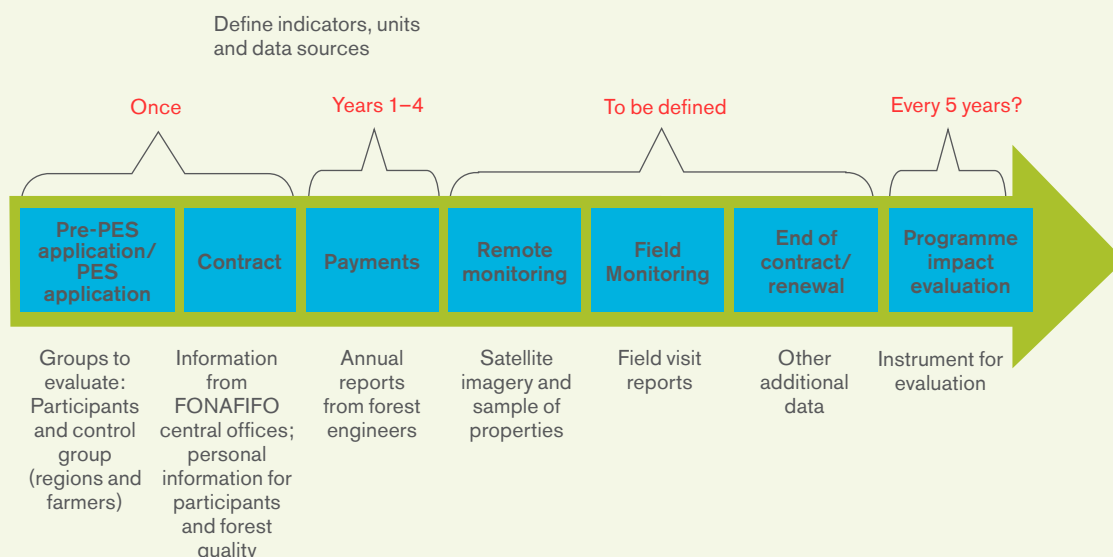 Define indicators, units
and data sources
Once
Years 1–4
To be defined
Every 5 years?
Pre-PES
application/
PES
application
Contract
Payments
Remote
monitoring
Field
Monitoring
End of
contract/
renewal
Programme
impact
evaluation
Groups to
evaluate:
Participants
and control
group
(regions and
farmers)
Information
from
FONAFIFO
central offices;
personal
information for
participants
and forest
quality
Annual
reports
from forest
engineers
Satellite
imagery and
sample of
properties
Field visit
reports
Other
additional
data
Instrument for
evaluation